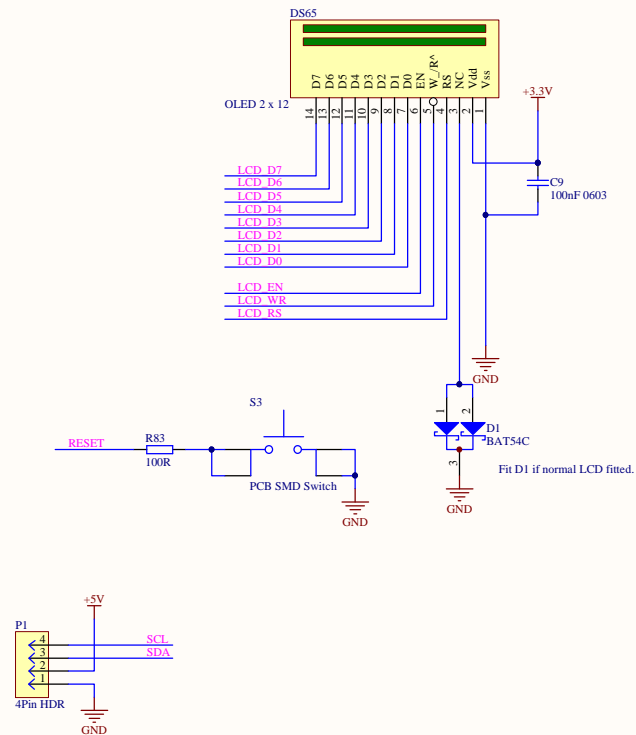 DS65
D7 D6 D5 D4 D3 D2 D1 D0 EN W_/R^ RS NC Vdd Vss
OLED 2 x 12
14 13 12 11 10 9 8 7 6 5 4 3 2 1
+3.3V
C9
100nF 0603
LCD_D7
LCD_D6
LCD_D5
LCD_D4
LCD_D3
LCD_D2
LCD_D1
LCD_D0
LCD_EN
LCD_WR
LCD_RS
GND
S3
1 2
D1
BAT54C
R83
RESET
100R
3
Fit D1 if normal LCD fitted.
PCB SMD Switch
GND
GND
+5V
P1
4 SCL
3 SDA
2
1
4Pin HDR
GND